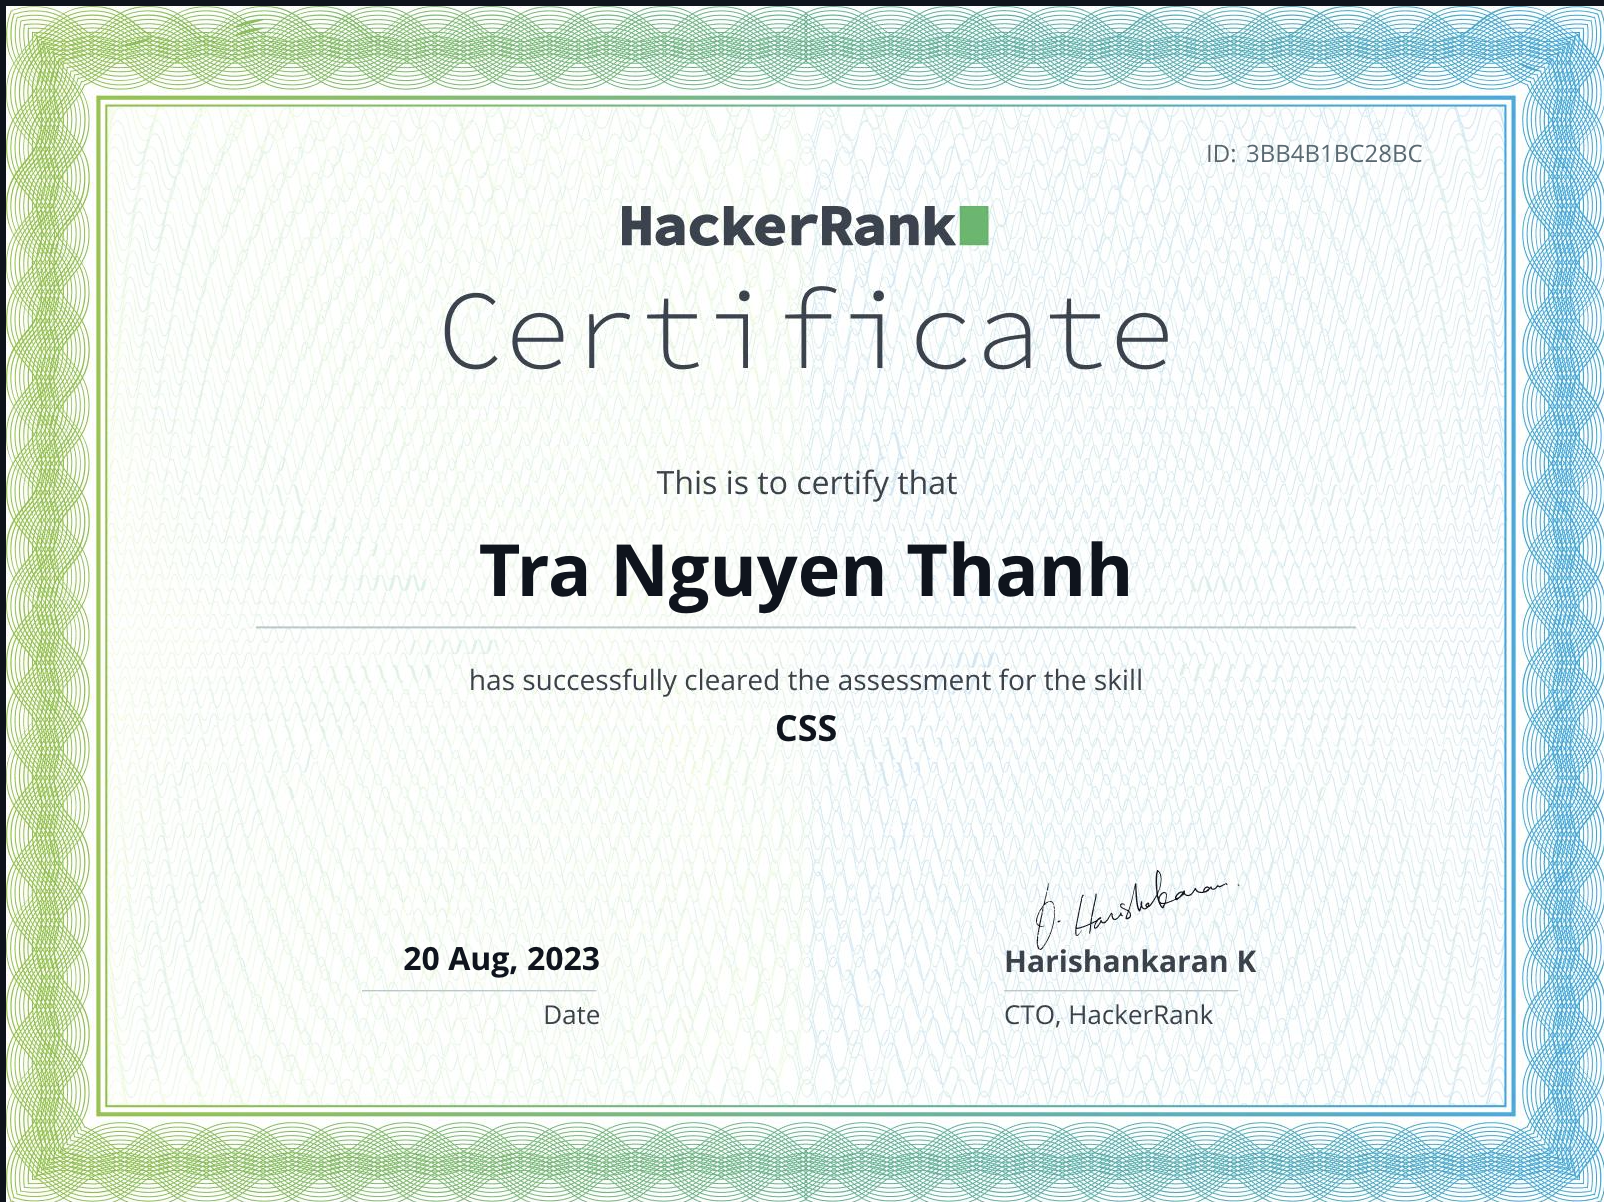 ID: 3BB4B1BC28BC
HackerRank
Certificate
This is to certify that
Tra Nguyen Thanh
has successfully cleared the assessment for the skill
CSS
20 Aug, 2023
Date
Harishankaran K
CTO, HackerRank